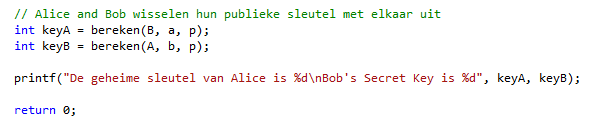 // Alice and Bob wisselen hun publieke sleutel met elkaar uit
int keyA = bereken(B, a, p);
int keyB = bereken(A, b, p);
printf("De geheime sleutel van Alice is %d\nBob's Secret Key is %d", keyA, keyB);
return 0;